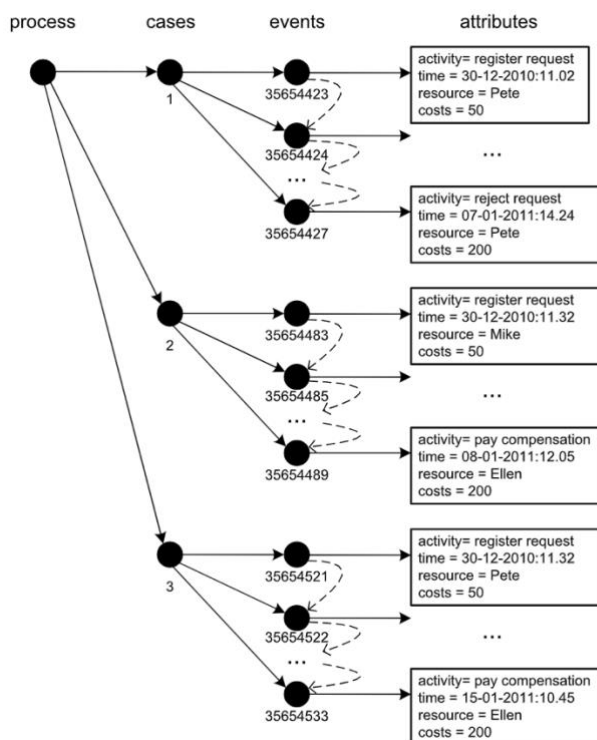 process cases events attributes
activity= register request
time = 30-12-2010:11.02
resource = Pete
costs = 50
1
35654423
35654424
...
...
35654427
activity= reject request
time = 07-01-2011:14.24
resource = Pete
costs = 200
activity= register request
time = 30-12-2010:11.32
resource = Mike
costs = 50
2
35654483
35654485
...
...
35654489
activity= pay compensation
time = 08-01-2011:12.05
resource = Ellen
costs = 200
activity= register request
time = 30-12-2010:11.32
resource = Pete
costs = 50
3
35654521
35654522
...
...
35654533
activity= pay compensation
time = 15-01-2011:10.45
resource = Ellen
costs = 200